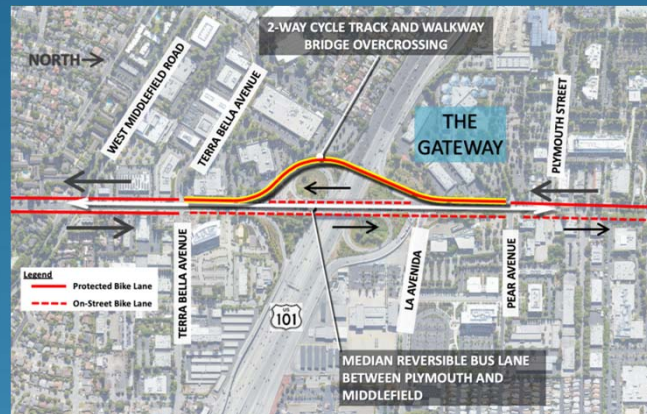 2-WAY CYCLE TRACK AND WALKWAY
BRIDGE OVERCROSSING
NORTH
WEST MIDDLEFIELD ROAD
TERRA BELLA AVENUE
THE
GATEWAY
PLYMOUTH STREET
Legend
Protected Bike Lane
On-Street Bike Lane
TERRA BELLA AVENUE
US
101
LA AVENIDA
PEAR AVENUE
MEDIAN REVERSIBLE BUS LANE
BETWEEN PLYMOUTH AND
MIDDLEFIELD